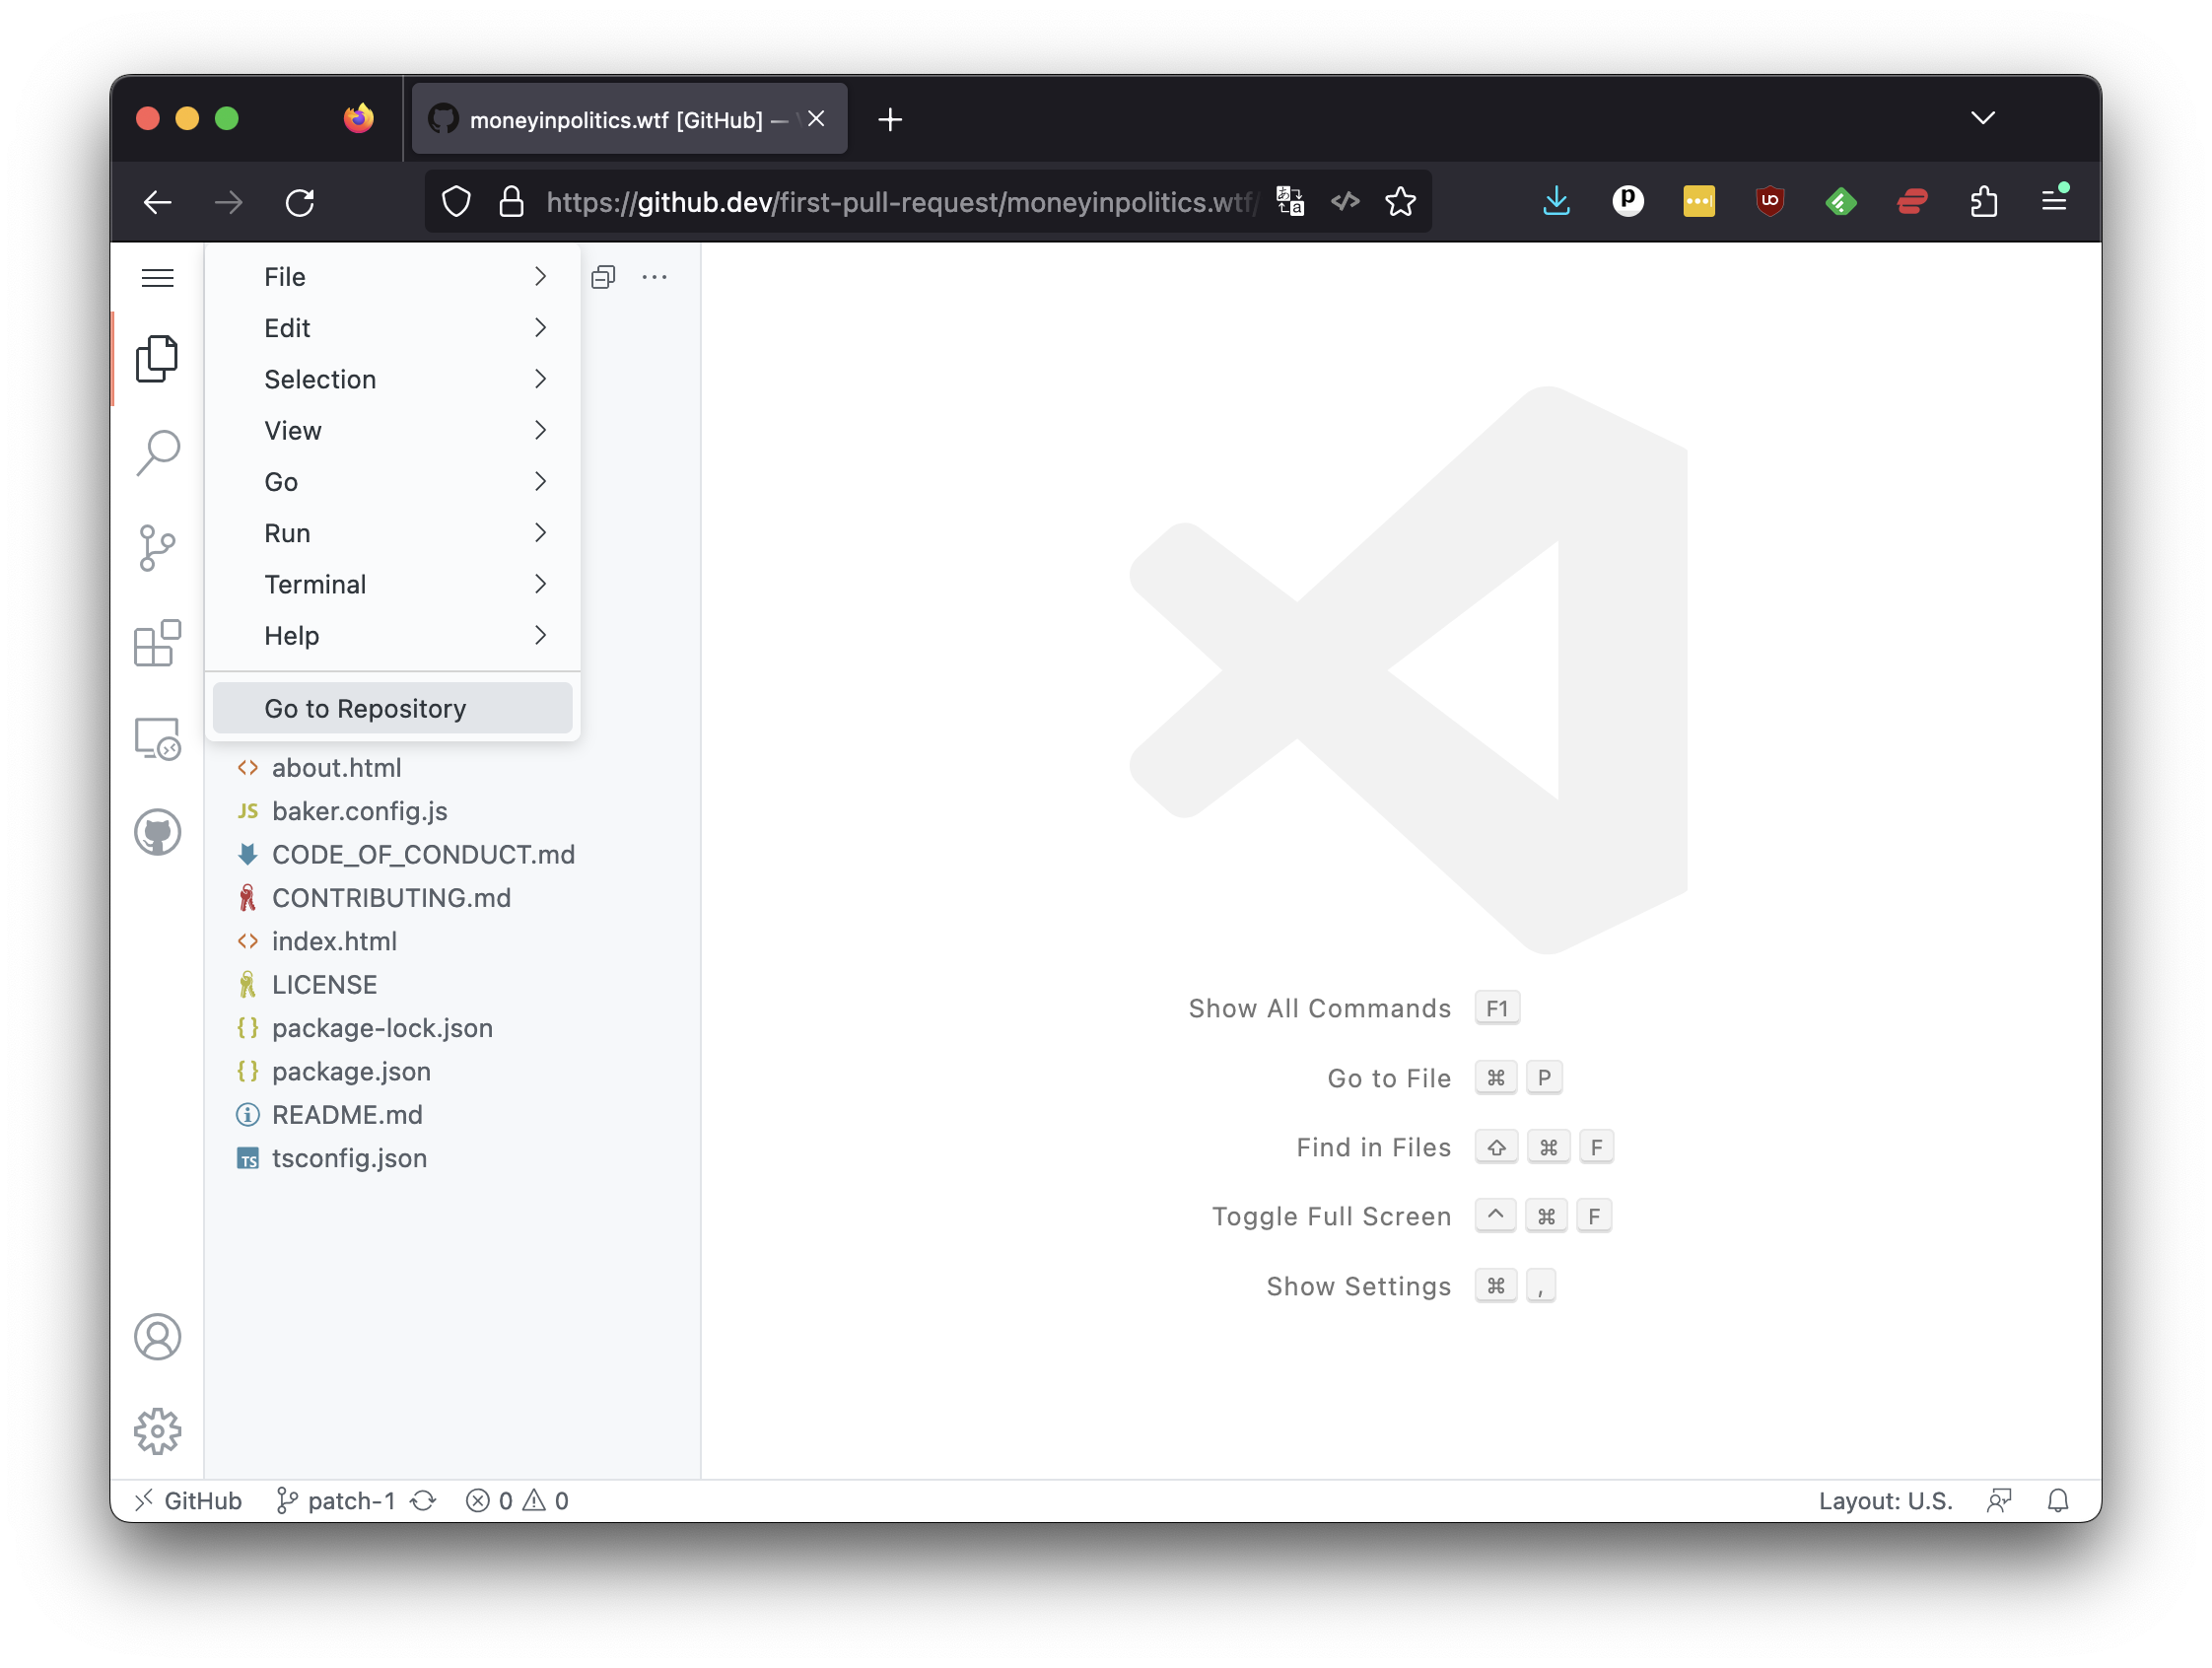 moneyinpolitics.wtf [GitHub] —
https://github.dev/first-pull-request/moneyinpolitics.wtf/
File
Edit
Selection
View
Go
Run
Terminal
Help
Go to Repository
about.html
JS baker.config.js
CODE_OF_CONDUCT.md
CONTRIBUTING.md
index.html
LICENSE
{} package-lock.json
{} package.json
README.md
TS tsconfig.json
Show All Commands F1
Go to File ⌘ P
Find in Files ⇧ ⌘ F
Toggle Full Screen ^ ⌘ F
Show Settings ⌘ ,
GitHub patch-1 0 0 Layout: U.S.